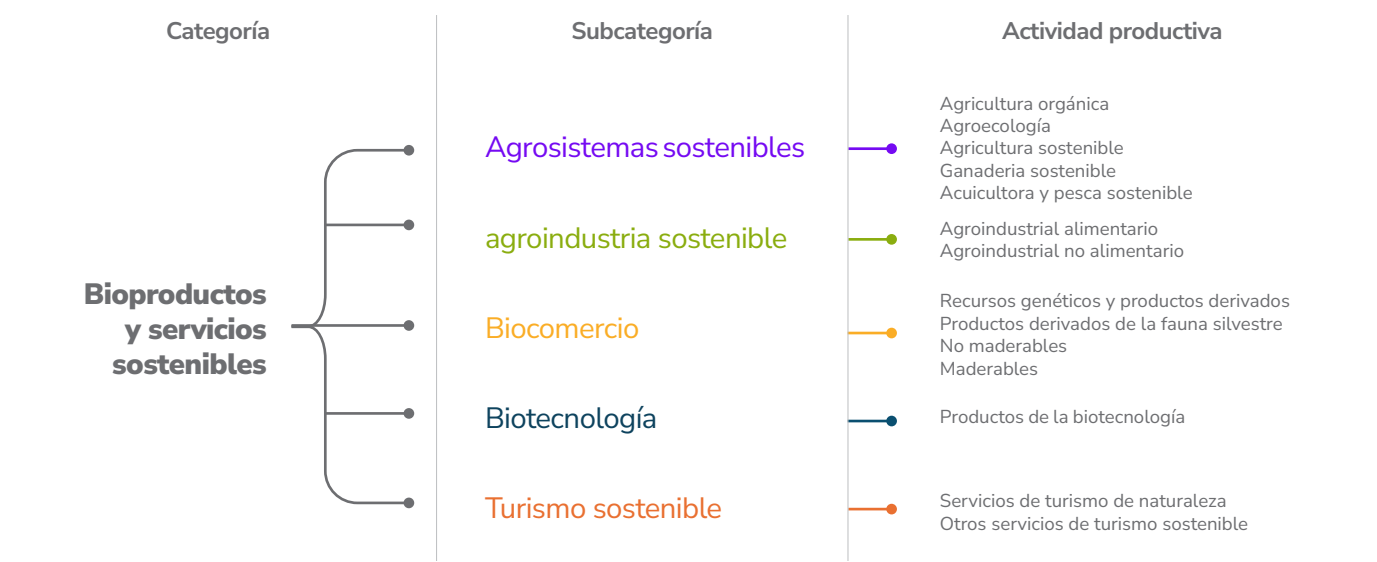 Categoría
Subcategoría
Actividad productiva
Bioproductos
y servicios
sostenibles
Agrosistemas sostenibles
Agricultura orgánica
Agroecología
Agricultura sostenible
Ganaderia sostenible
Acuicultora y pesca sostenible
agroindustria sostenible
Agroindustrial alimentario
Agroindustrial no alimentario
Biocomercio
Recursos genéticos y productos derivados
Productos derivados de la fauna silvestre
No maderables
Maderables
Biotecnología
Productos de la biotecnología
Turismo sostenible
Servicios de turismo de naturaleza
Otros servicios de turismo sostenible